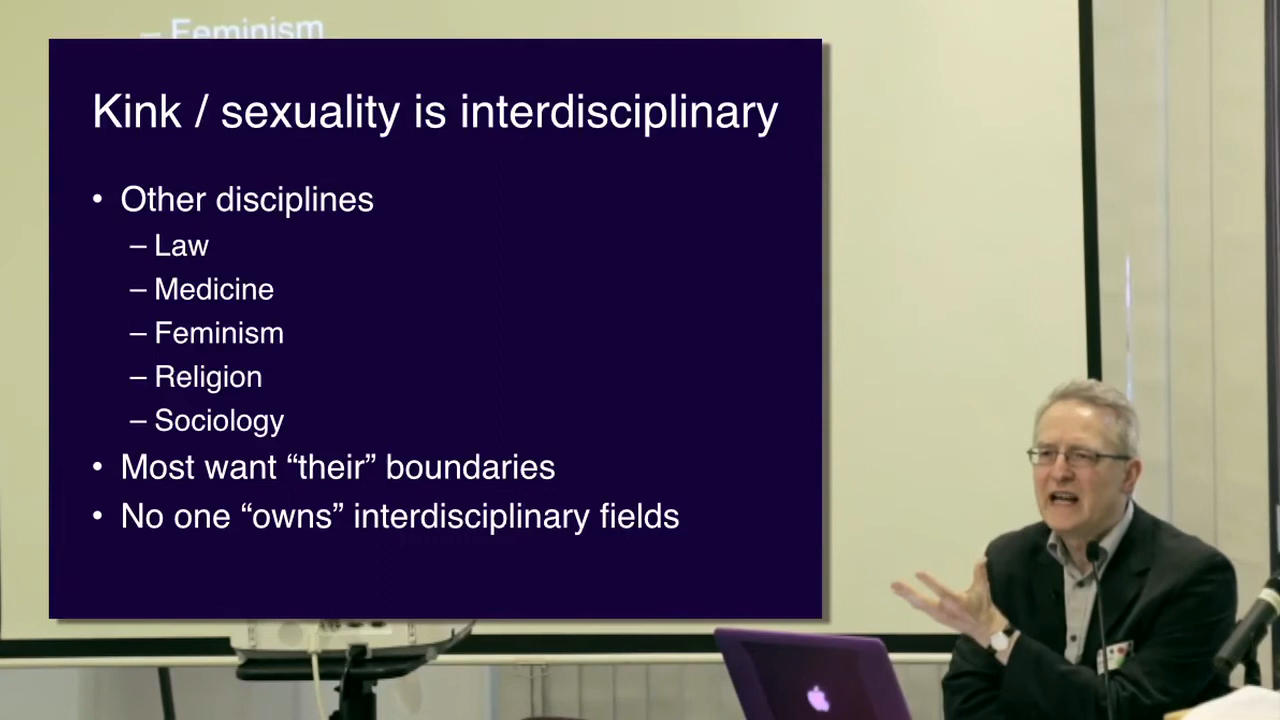 – Feminism
Kink / sexuality is interdisciplinary
• Other disciplines
– Law
– Medicine
– Feminism
– Religion
– Sociology
• Most want “their” boundaries
• No one “owns” interdisciplinary fields